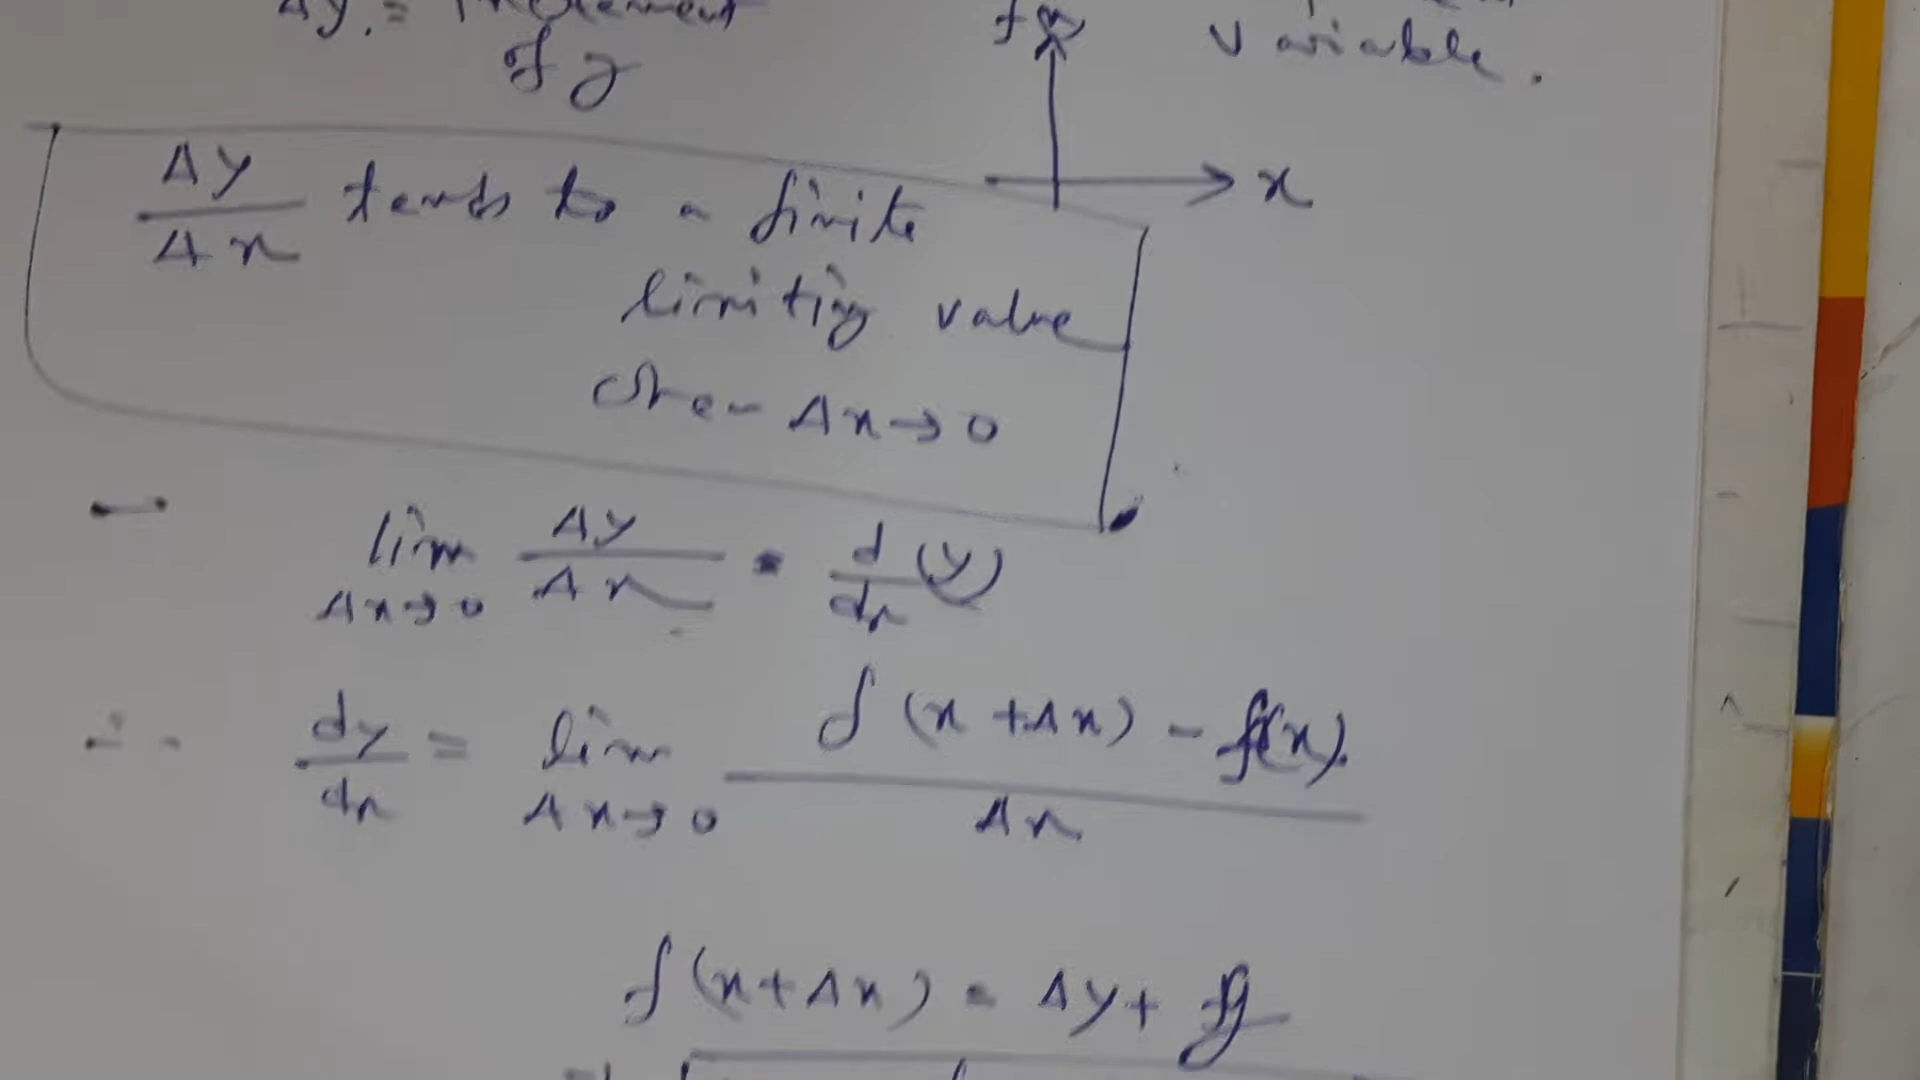 Δy. = Increment
of y
f(x)
variable.
x
Δy/Δx tends to a finite
limiting value
when Δx→0
lim Δx→0 Δy/Δx = d/dx (y)
∴ dy/dx = lim Δx→0 f(x+Δx) - f(x)./Δx
f(x+Δx) = Δy + y